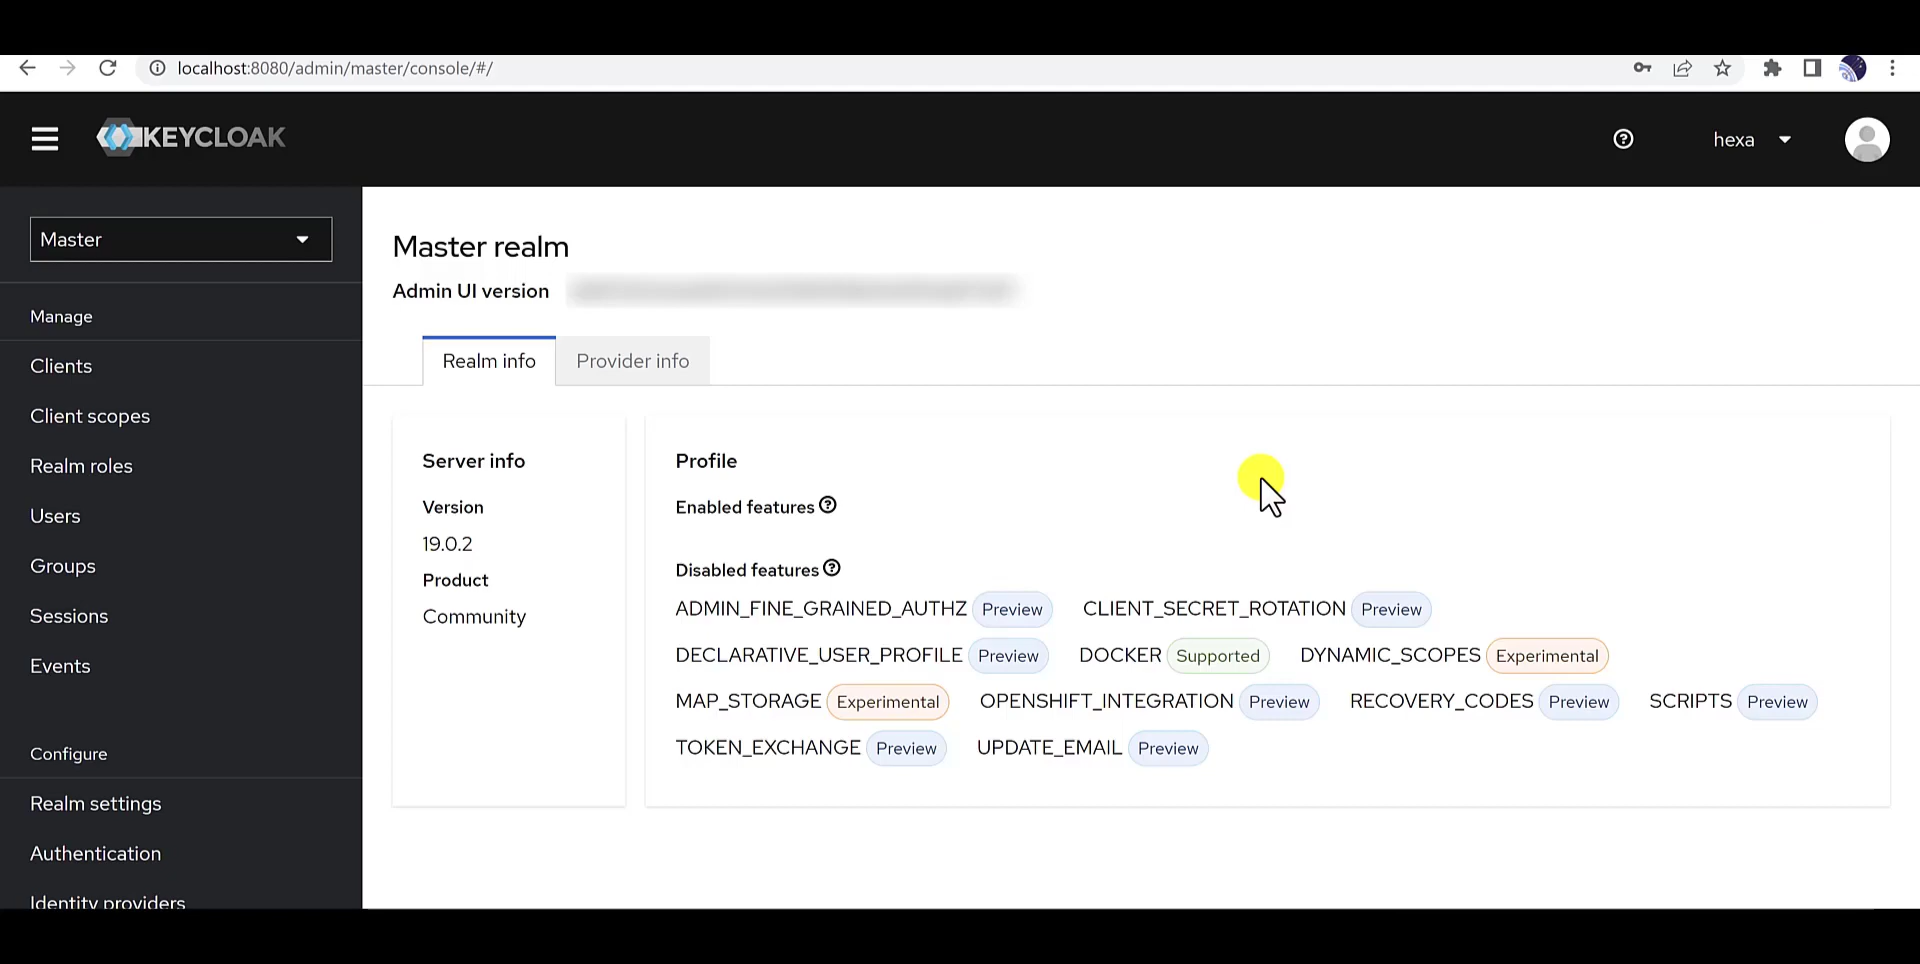 localhost:8080/admin/master/console/#/
KEYCLOAK
hexa
Master
Manage
Clients
Client scopes
Realm roles
Users
Groups
Sessions
Events
Configure
Realm settings
Authentication
Identity providers
Master realm
Admin UI version
Realm info Provider info
Server info
Version
19.0.2
Product
Community
Profile
Enabled features
Disabled features
ADMIN_FINE_GRAINED_AUTHZ Preview CLIENT_SECRET_ROTATION Preview
DECLARATIVE_USER_PROFILE Preview DOCKER Supported DYNAMIC_SCOPES Experimental
MAP_STORAGE Experimental OPENSHIFT_INTEGRATION Preview RECOVERY_CODES Preview SCRIPTS Preview
TOKEN_EXCHANGE Preview UPDATE_EMAIL Preview